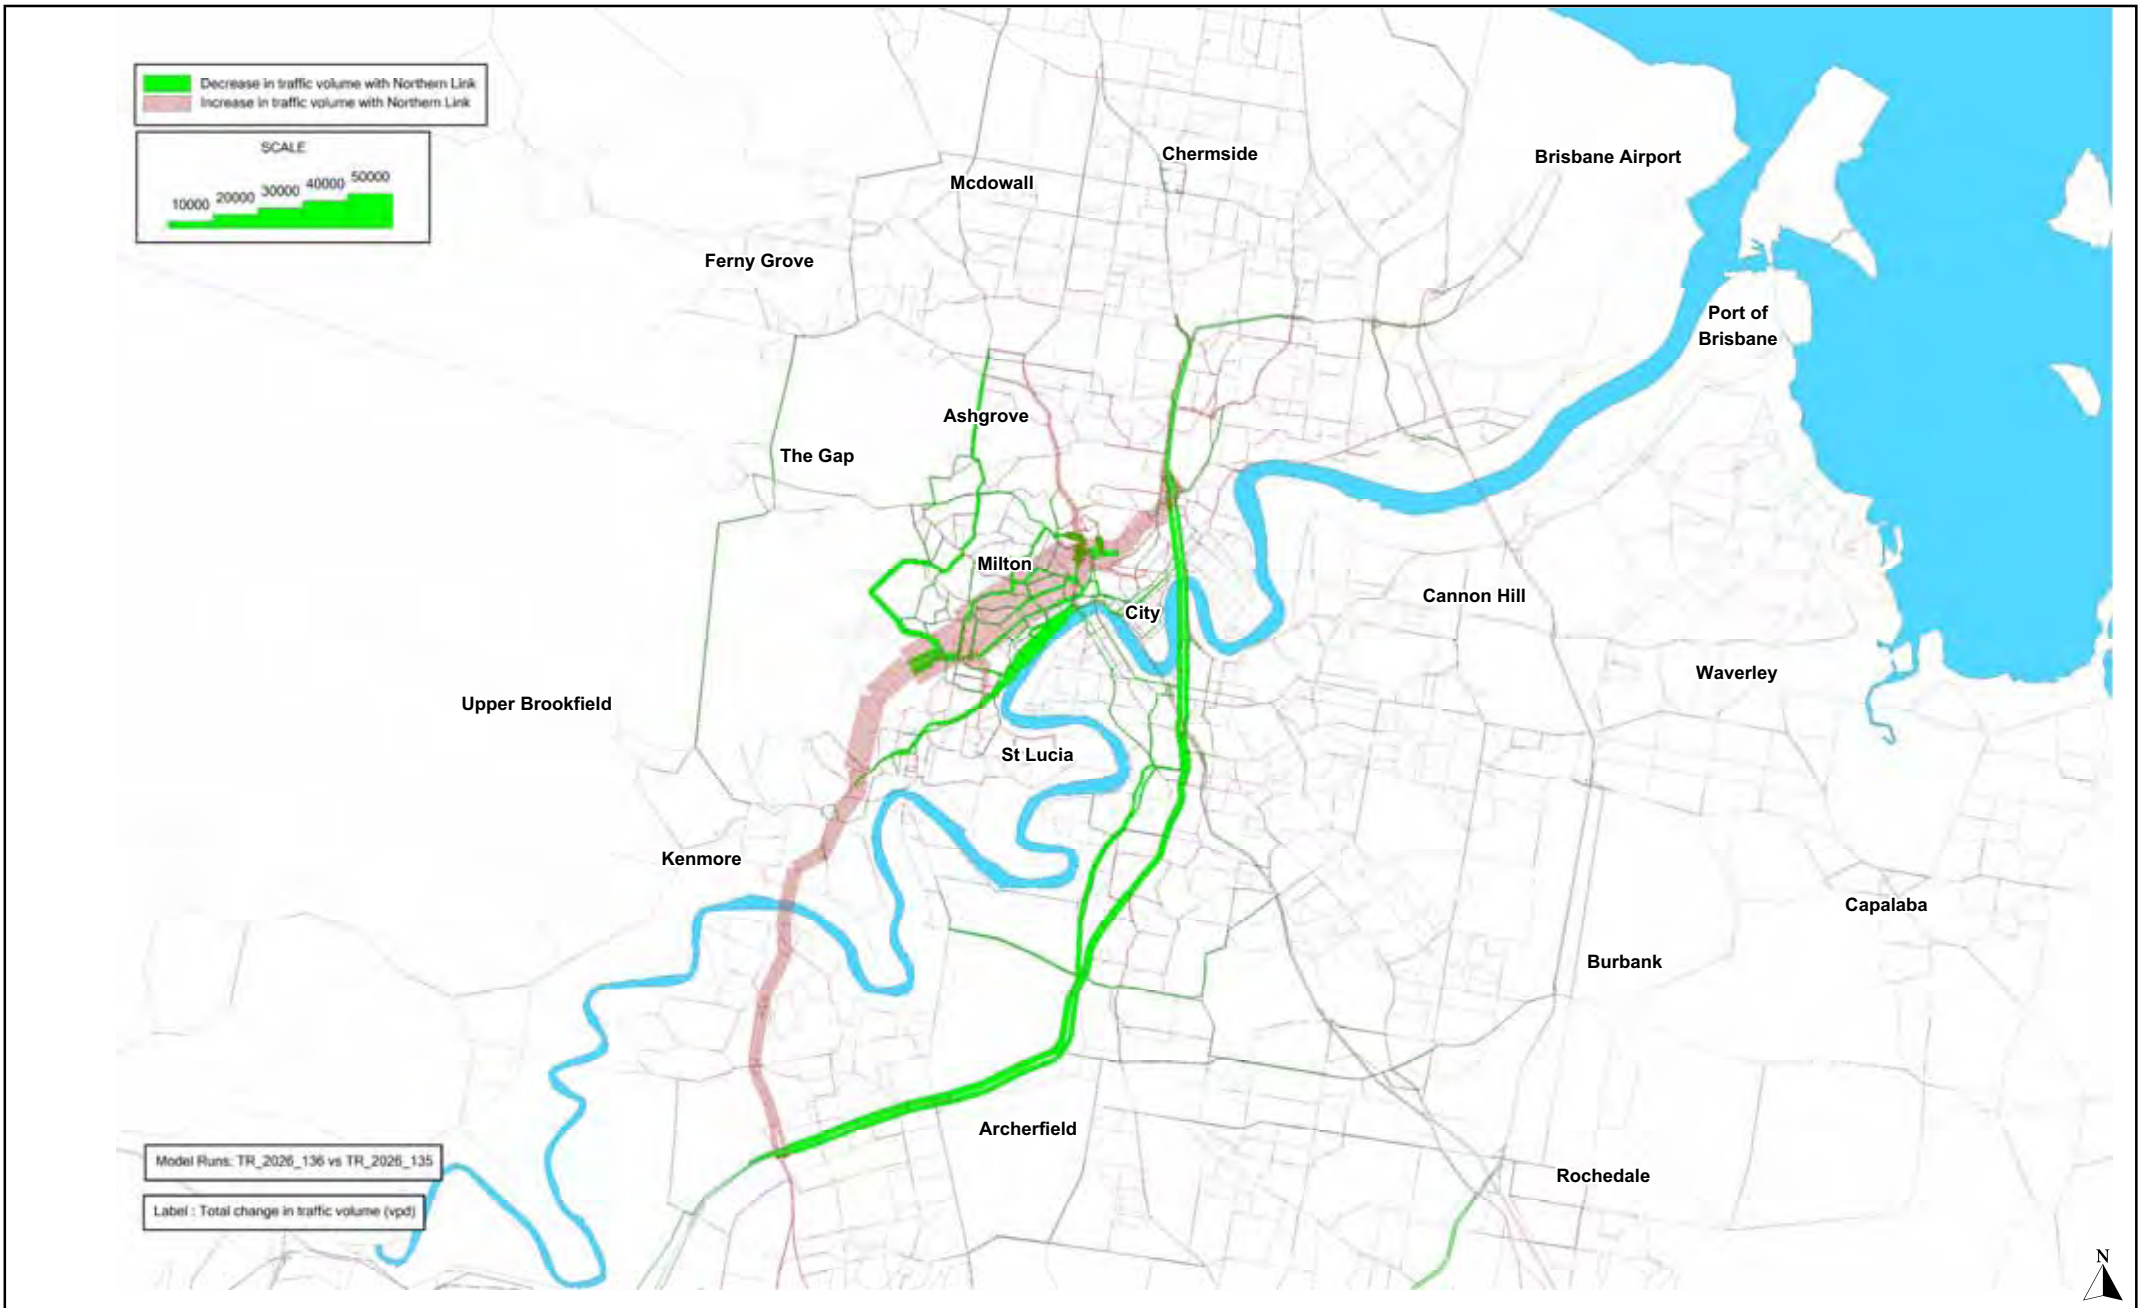 Decrease in traffic volume with Northern Link
Increase in traffic volume with Northern Link
SCALE
10000 20000 30000 40000 50000
Chermside
Brisbane Airport
Mcdowall
Ferny Grove
Port of
Brisbane
Ashgrove
The Gap
Milton
Cannon Hill
City
Waverley
Upper Brookfield
St Lucia
Kenmore
Capalaba
Burbank
Archerfield
Model Runs: TR_2026_136 vs TR_2026_135
Rochedale
Label : Total change in traffic volume (vpd)
N